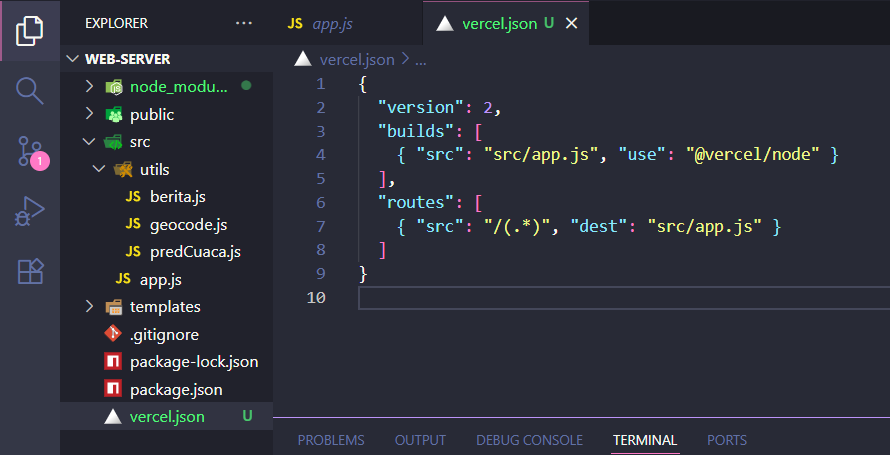 EXPLORER ...
WEB-SERVER
node_modu...
public
src
utils
JS berita.js
JS geocode.js
JS predCuaca.js
JS app.js
templates
.gitignore
package-lock.json
package.json
vercel.json U
1
JS app.js
vercel.json U
vercel.json > ...
1 {
2 "version": 2,
3 "builds": [
4 { "src": "src/app.js", "use": "@vercel/node" }
5 ],
6 "routes": [
7 { "src": "/(.*)", "dest": "src/app.js" }
8 ]
9 }
10
PROBLEMS OUTPUT DEBUG CONSOLE TERMINAL PORTS